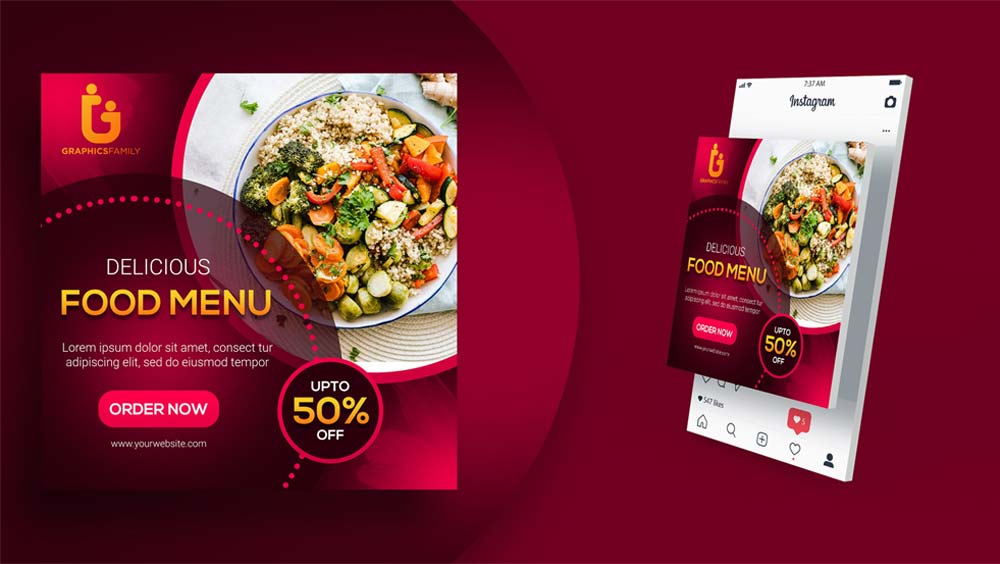 GRAPHICSFAMILY
DELICIOUS
FOOD MENU
Lorem ipsum dolor sit amet, consect tur
adipiscing elit, sed do eiusmod tempor
ORDER NOW
www.yourwebsite.com
UPTO
50%
OFF
7:37 AM
Instagram
GRAPHICSFAMILY
DELICIOUS
FOOD MENU
Lorem ipsum dolor sit amet, consect tur
adipiscing elit, sed do eiusmod tempor
ORDER NOW
www.yourwebsite.com
UPTO
50%
OFF
547 likes
5